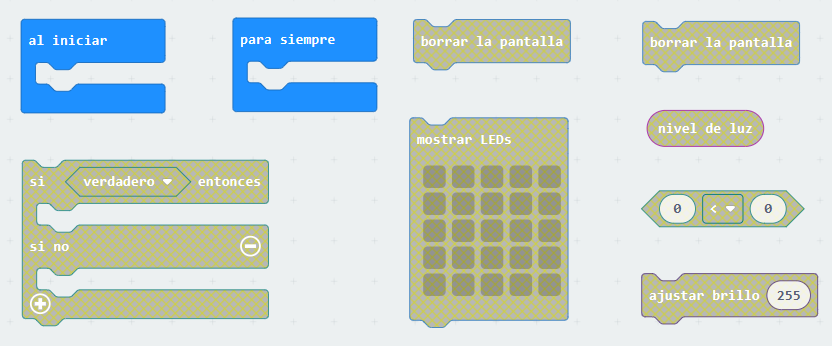 al iniciar
para siempre
borrar la pantalla
borrar la pantalla
mostrar LEDs
nivel de luz
si verdadero entonces
si no
0 < 0
ajustar brillo 255